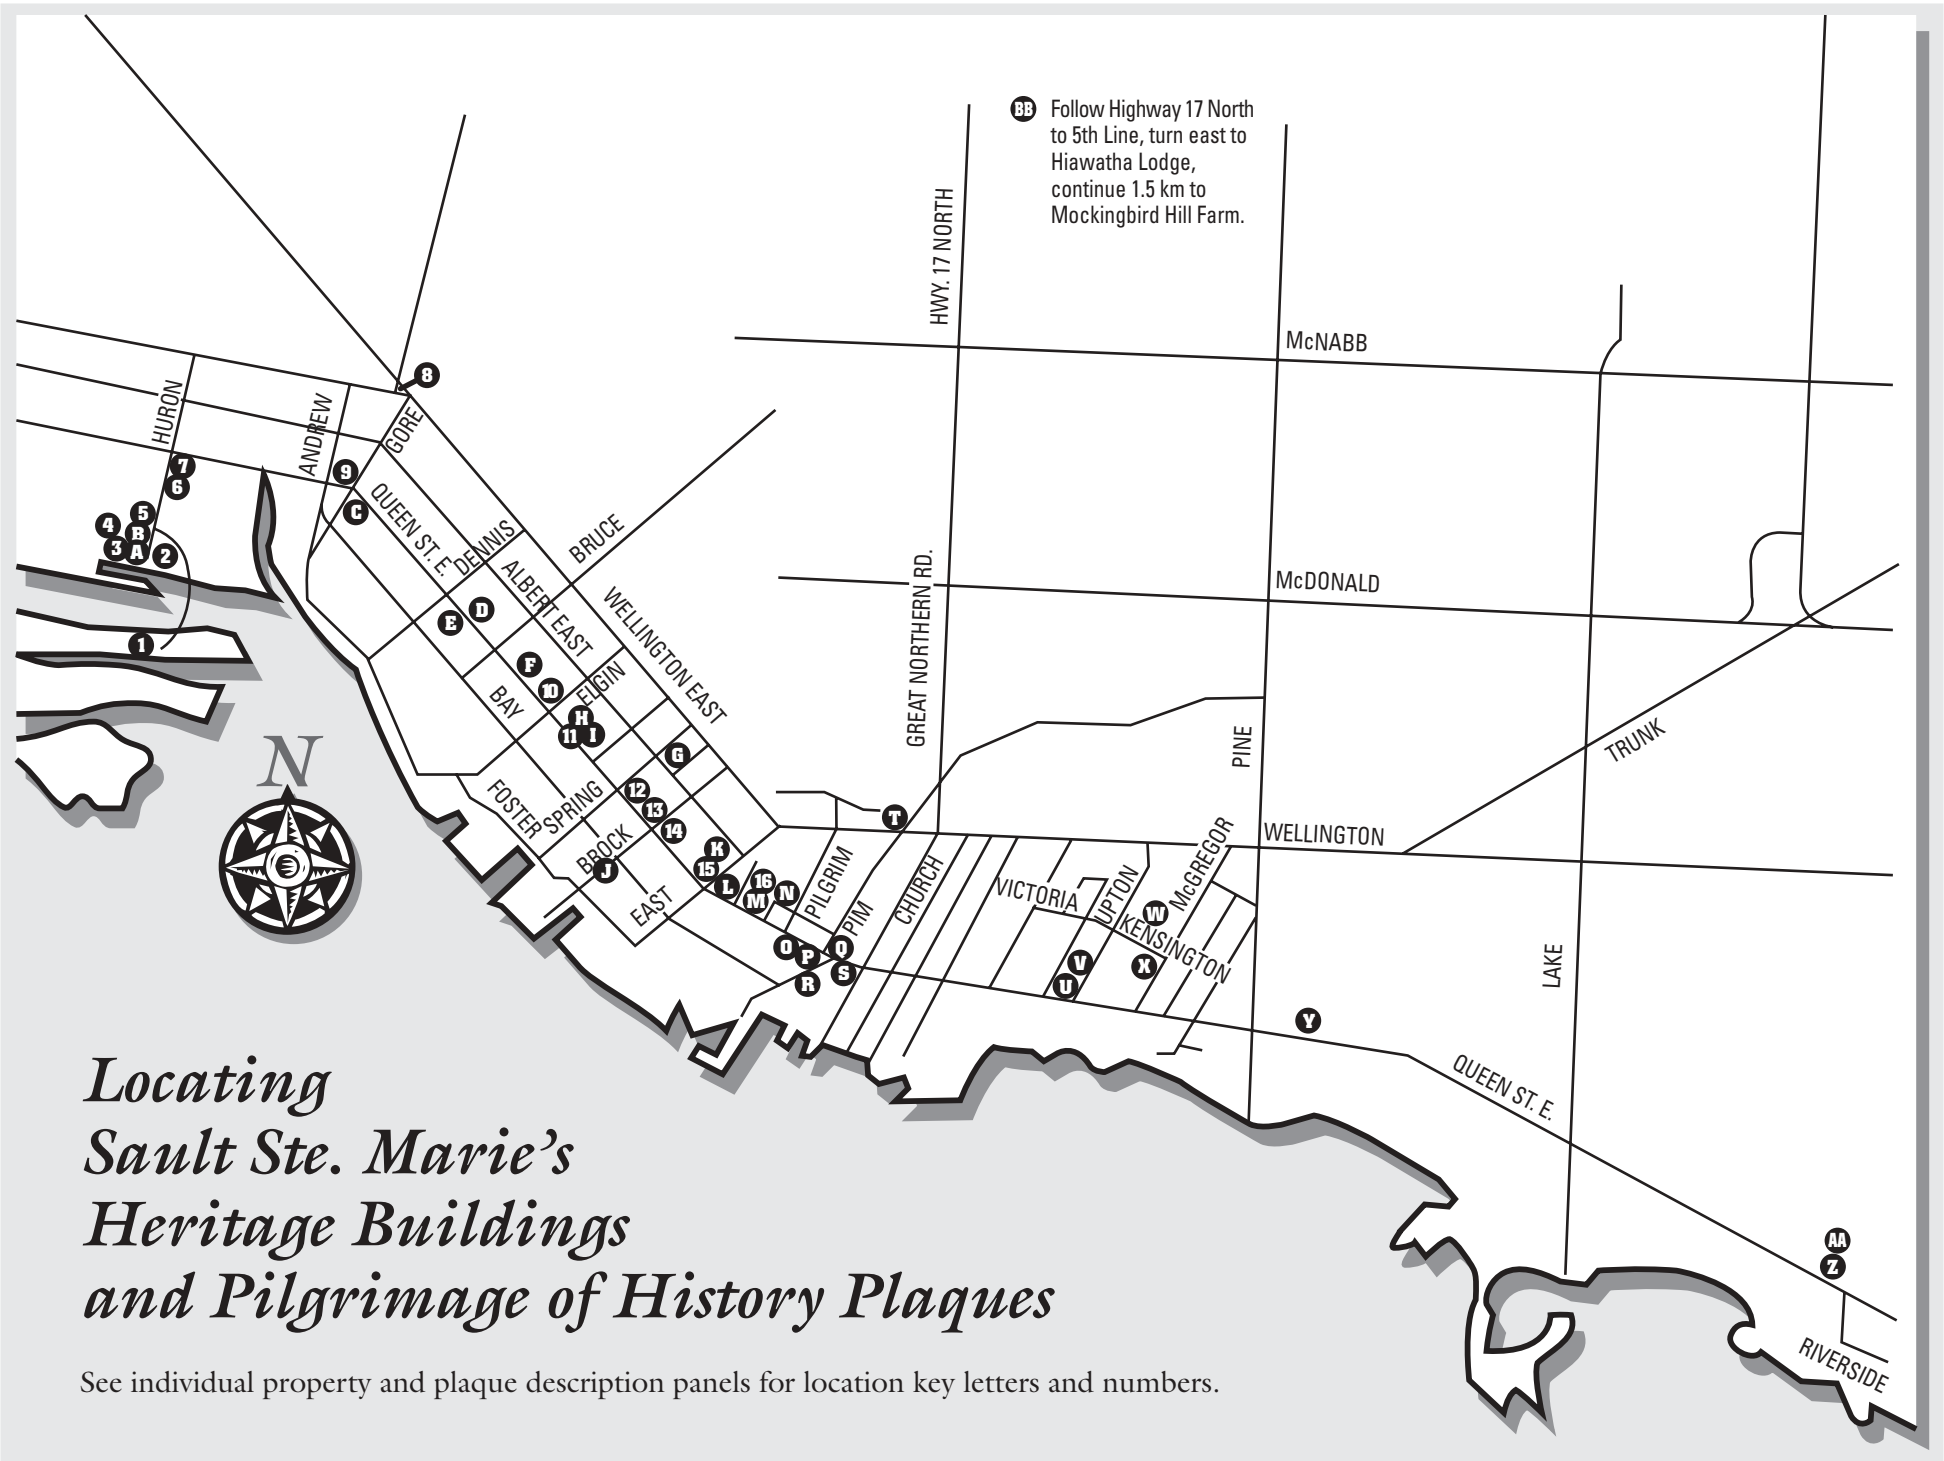 BB Follow Highway 17 North
to 5th Line, turn east to
Hiawatha Lodge,
continue 1.5 km to
Mockingbird Hill Farm.
HWY. 17 NORTH
McNABB
8
HURON
ANDREW
GORE
9
7
6
C
QUEEN ST. E.
DENNIS
BRUCE
5
4
B
3
A
2
ALBERT EAST
WELLINGTON EAST
GREAT NORTHERN RD.
McDONALD
E
D
1
F
10
ELGIN
BAY
H
11
I
G
PINE
TRUNK
N
FOSTER
SPRING
12
13
14
BROCK
J
K
15
L
EAST
16
M
N
T
PILGRIM
PIM
CHURCH
WELLINGTON
VICTORIA
UPTON
McGREGOR
W
KENSINGTON
O
P
Q
R
S
V
U
X
LAKE
Y
QUEEN ST. E.
AA
Z
RIVERSIDE
Locating
Sault Ste. Marie's
Heritage Buildings
and Pilgrimage of History Plaques
See individual property and plaque description panels for location key letters and numbers.